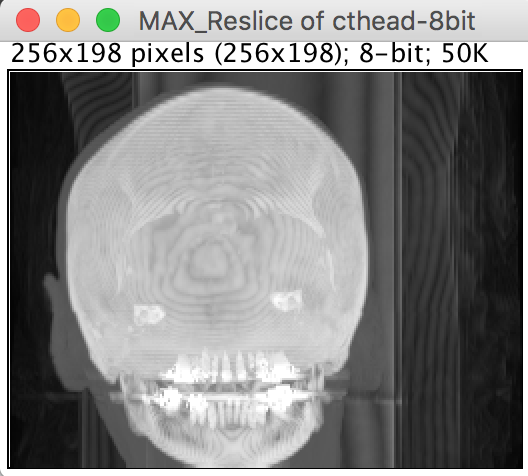 MAX_Reslice of cthead-8bit
256x198 pixels (256x198); 8-bit; 50K